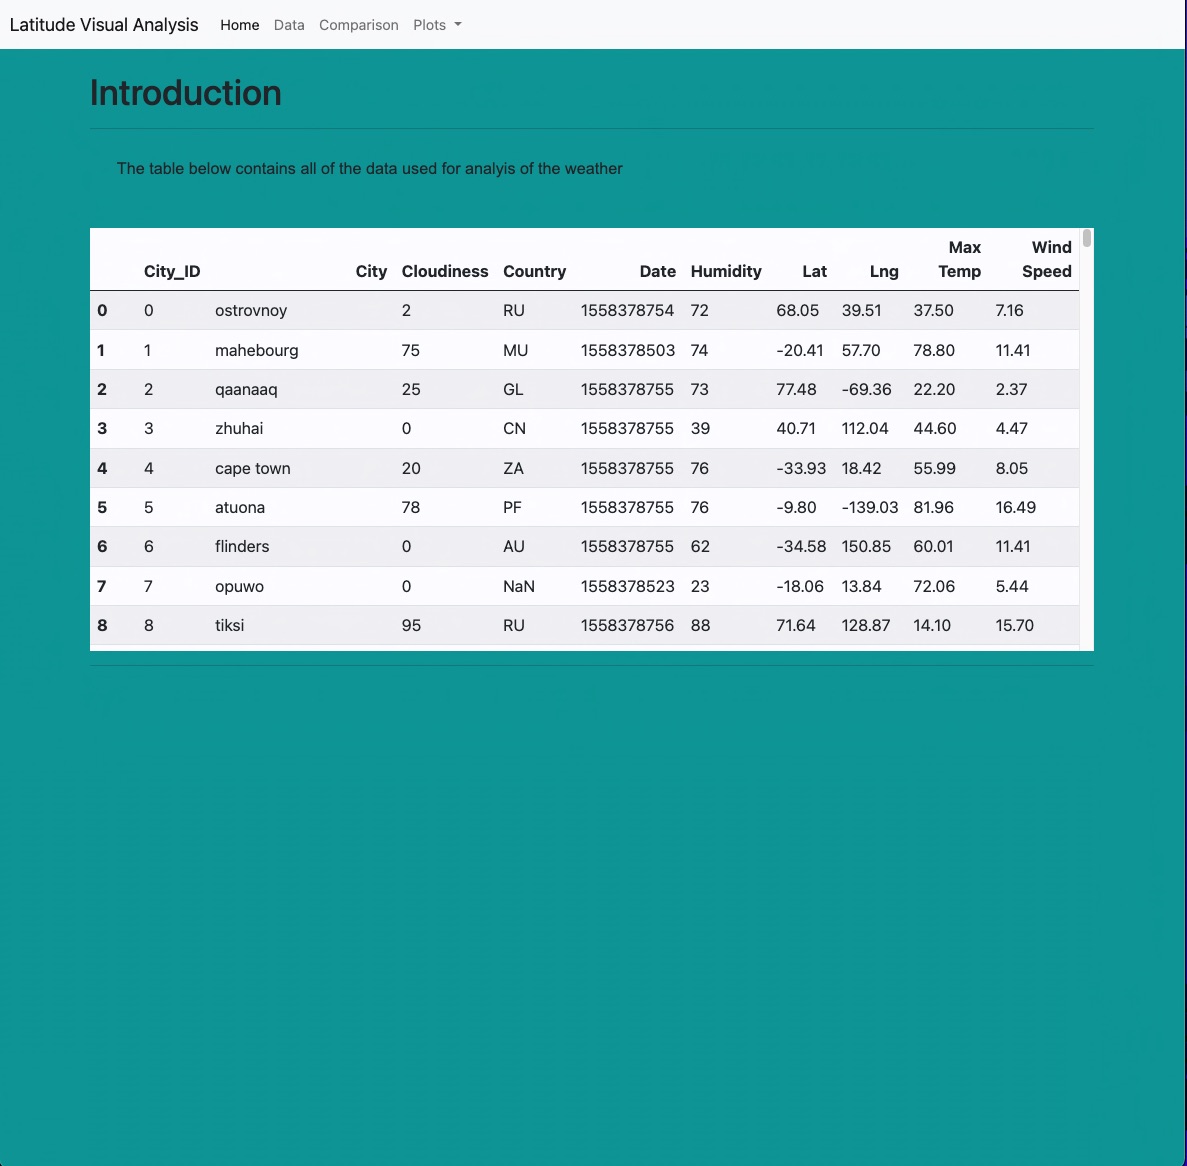 Latitude Visual Analysis Home Data Comparison Plots
Introduction
The table below contains all of the data used for analyis of the weather
City_ID City Cloudiness Country Date Humidity Lat Lng Max Temp Wind Speed
0 0 ostrovnoy 2 RU 1558378754 72 68.05 39.51 37.50 7.16
1 1 mahebourg 75 MU 1558378503 74 -20.41 57.70 78.80 11.41
2 2 qaanaaq 25 GL 1558378755 73 77.48 -69.36 22.20 2.37
3 3 zhuhai 0 CN 1558378755 39 40.71 112.04 44.60 4.47
4 4 cape town 20 ZA 1558378755 76 -33.93 18.42 55.99 8.05
5 5 atuona 78 PF 1558378755 76 -9.80 -139.03 81.96 16.49
6 6 flinders 0 AU 1558378755 62 -34.58 150.85 60.01 11.41
7 7 opuwo 0 NaN 1558378523 23 -18.06 13.84 72.06 5.44
8 8 tiksi 95 RU 1558378756 88 71.64 128.87 14.10 15.70